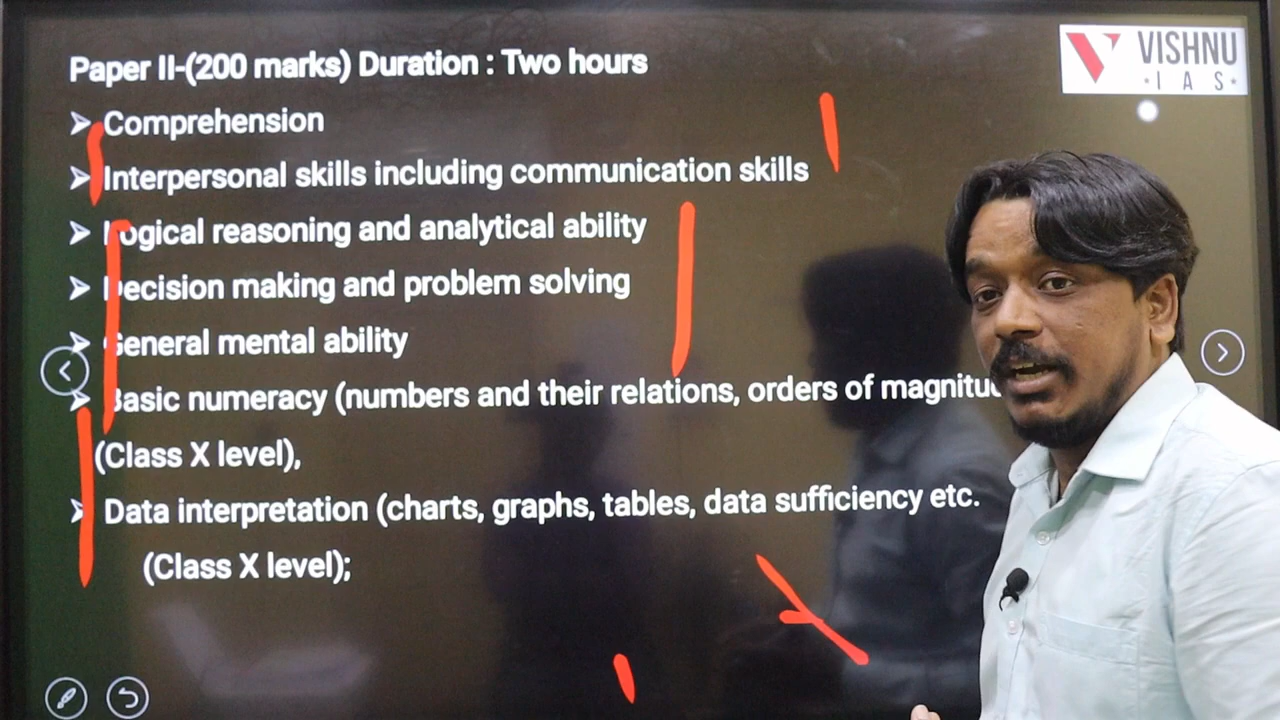 Paper II-(200 marks) Duration : Two hours
VISHNU
IAS
➢ Comprehension
➢ Interpersonal skills including communication skills
➢ Logical reasoning and analytical ability
➢ Decision making and problem solving
➢ General mental ability
➢ Basic numeracy (numbers and their relations, orders of
(Class X level),
➢ Data interpretation (charts, graphs, tables, data sufficiency etc.
(Class X level);